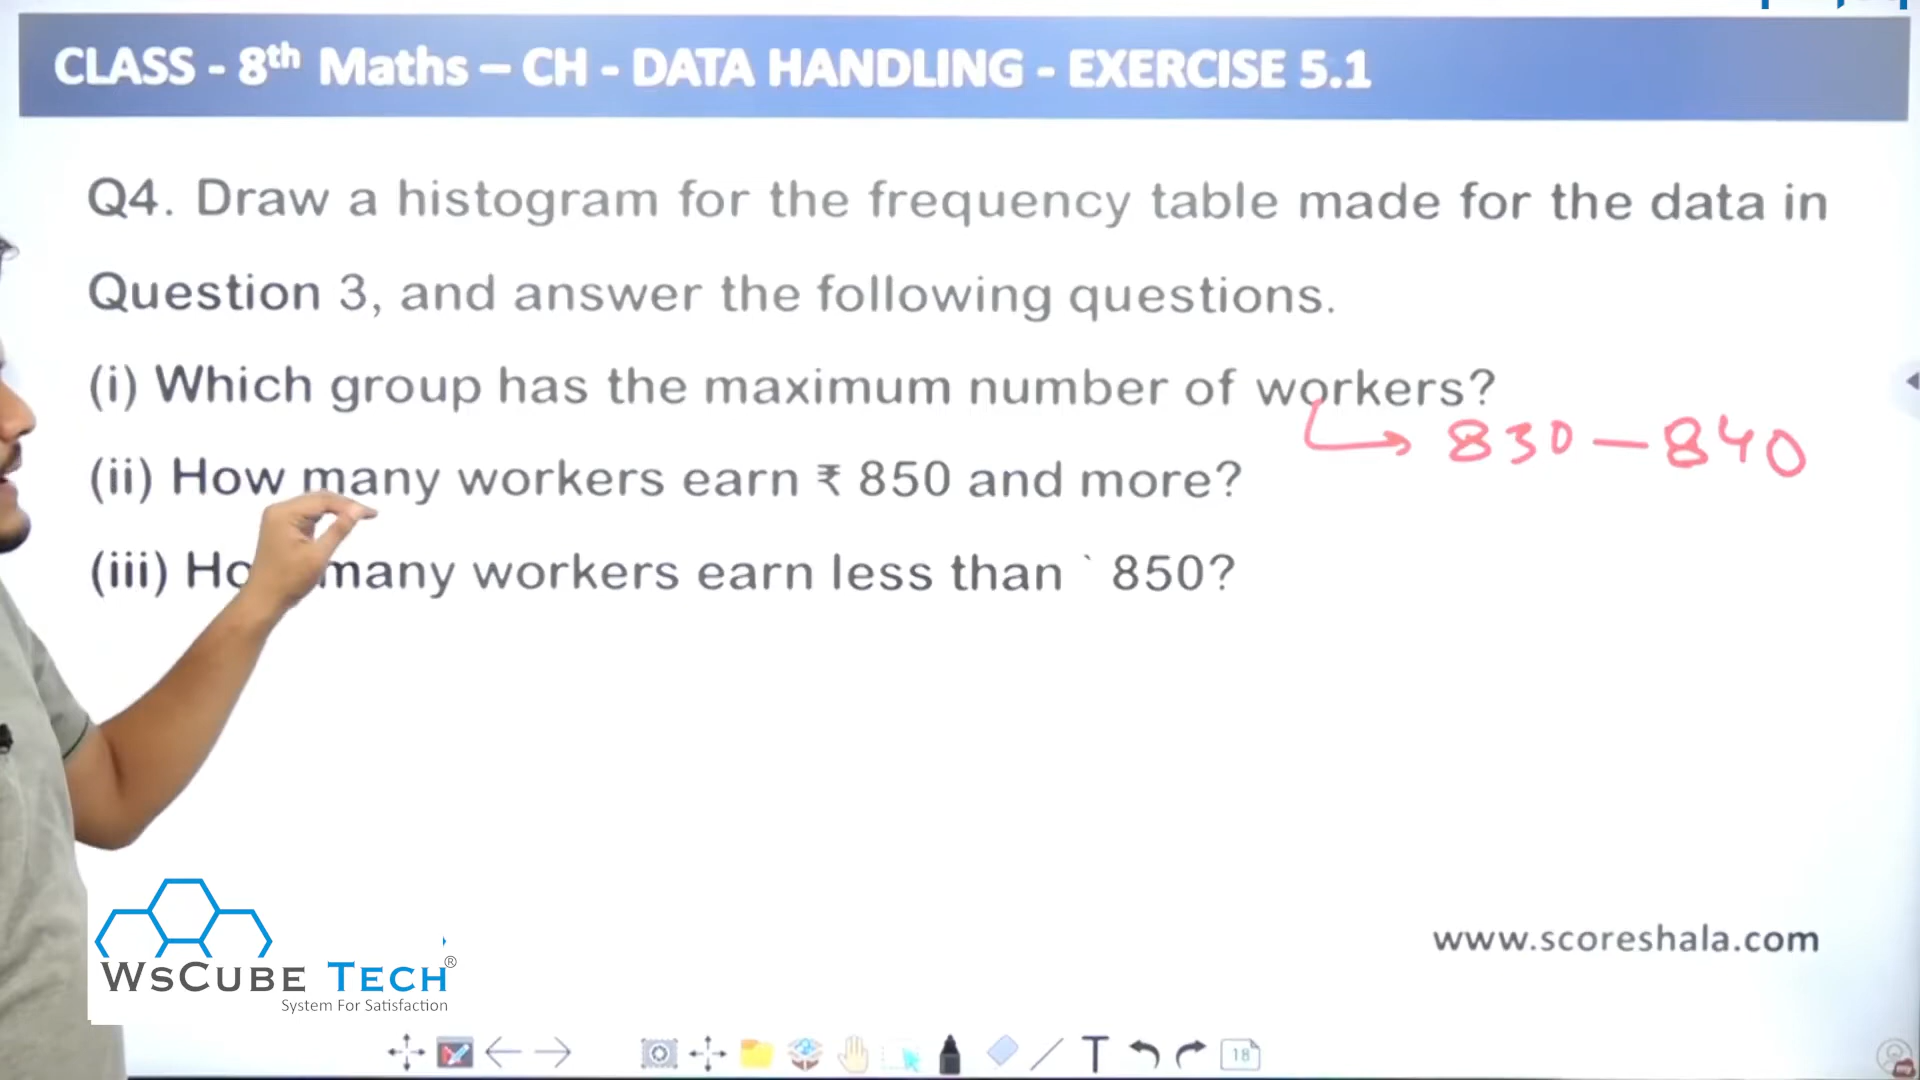 CLASS - 8th Maths – CH - DATA HANDLING - EXERCISE 5.1
Q4. Draw a histogram for the frequency table made for the data in
Question 3, and answer the following questions.
(i) Which group has the maximum number of workers?
830 – 840
(ii) How many workers earn ₹ 850 and more?
(iii) Ho many workers earn less than ` 850?
WSCUBE TECH®
System For Satisfaction
www.scoreshala.com
T
18